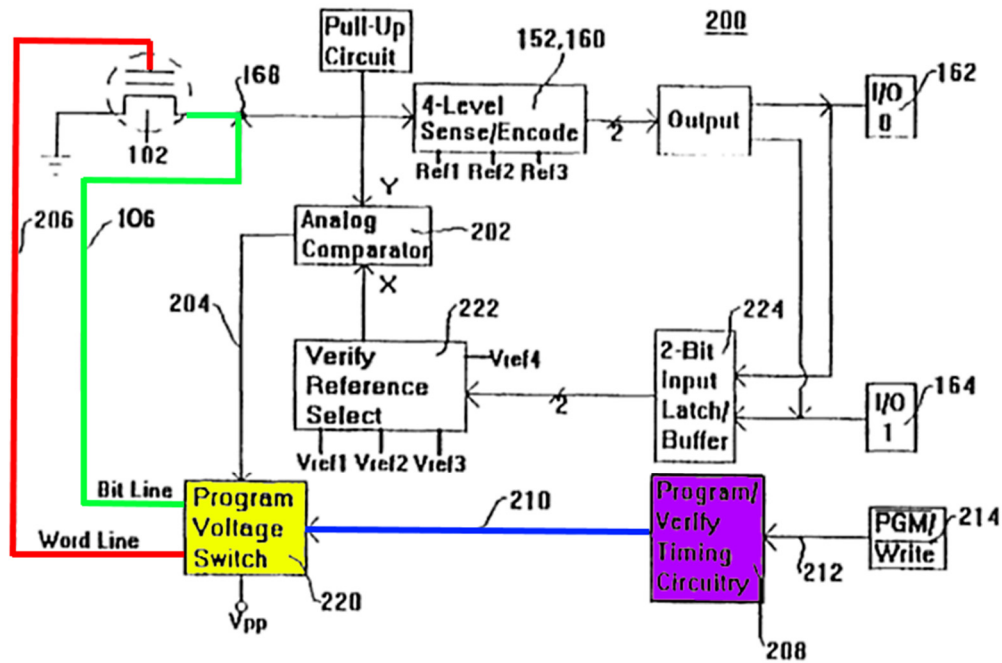 200
Pull-Up
Circuit
152,160
162
I/O
0
168
4-Level
Sense/Encode
2
Output
102
Ref1 Ref2 Ref3
Y
206
106
Analog
Comparator
202
X
204
222
224
Verify
Reference
Select
Vref4
2
2-Bit
Input
Latch/
Buffer
164
I/O
1
Vref1 Vref2 Vref3
Bit Line
Program
Voltage
Switch
210
Program/
Verify
Timing
Circuitry
PGM/
Write
214
Word Line
212
220
Vpp
208